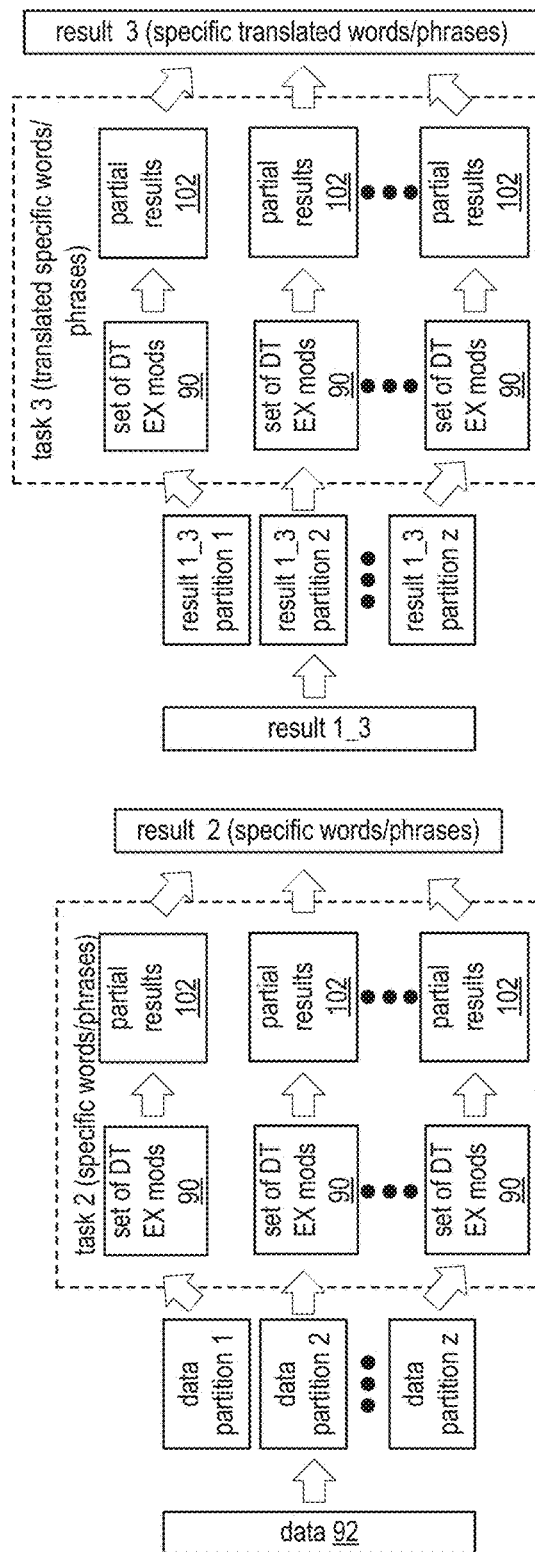 data 92
data
partition 1
data
partition 2
data
partition z
task 2 (specific words/phrases)
set of DT
EX mods
90
partial
results
102
set of DT
EX mods
90
partial
results
102
set of DT
EX mods
90
partial
results
102
result 2 (specific words/phrases)
result 1_3
result 1_3
partition 1
result 1_3
partition 2
result 1_3
partition z
task 3 (translated specific words/
phrases)
set of DT
EX mods
90
partial
results
102
set of DT
EX mods
90
partial
results
102
set of DT
EX mods
90
partial
results
102
result 3 (specific translated words/phrases)